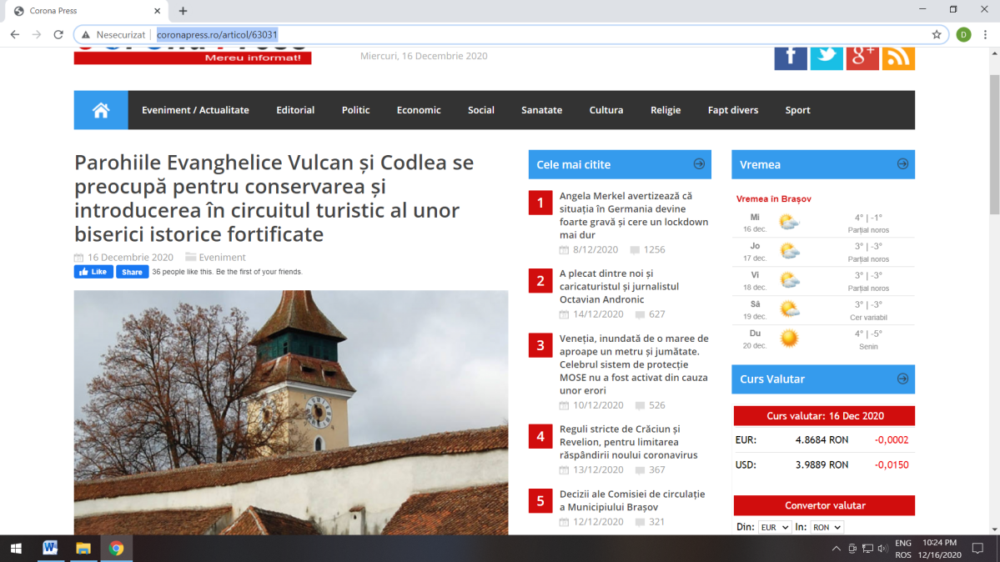 Corona Press
Nesecurizat
coronapress.ro/articol/63031
D
Mereu informat!
Miercuri, 16 Decembrie 2020
Eveniment / Actualitate
Editorial
Politic
Economic
Social
Sanatate
Cultura
Religie
Fapt divers
Sport
Parohiile Evanghelice Vulcan și Codlea se
preocupă pentru conservarea și
introducerea în circuitul turistic al unor
biserici istorice fortificate
16 Decembrie 2020 Eveniment
Like Share 36 people like this. Be the first of your friends.
Cele mai citite
1
Angela Merkel avertizează că
situația în Germania devine
foarte gravă și cere un lockdown
mai dur
8/12/2020 1256
2
A plecat dintre noi și
caricaturistul și jurnalistul
Octavian Andronic
14/12/2020 627
3
Veneția, inundată de o maree de
aproape un metru și jumătate.
Celebrul sistem de protecție
MOSE nu a fost activat din cauza
unor erori
10/12/2020 526
4
Reguli stricte de Crăciun și
Revelion, pentru limitarea
răspândirii noului coronavirus
13/12/2020 367
5
Decizii ale Comisiei de circulație
a Municipiului Brașov
12/12/2020 321
Vremea
Vremea în Brașov
Mi
16 dec.
4° | -1°
Parțial noros
Jo
17 dec.
3° | -3°
Parțial noros
Vi
18 dec.
3° | -3°
Parțial noros
Sâ
19 dec.
3° | -3°
Cer variabil
Du
20 dec.
4° | -5°
Senin
Curs Valutar
Curs valutar: 16 Dec 2020
EUR: 4.8684 RON -0,0002
USD: 3.9889 RON -0,0150
Convertor valutar
Din: EUR In: RON
ENG
ROS
10:24 PM
12/16/2020